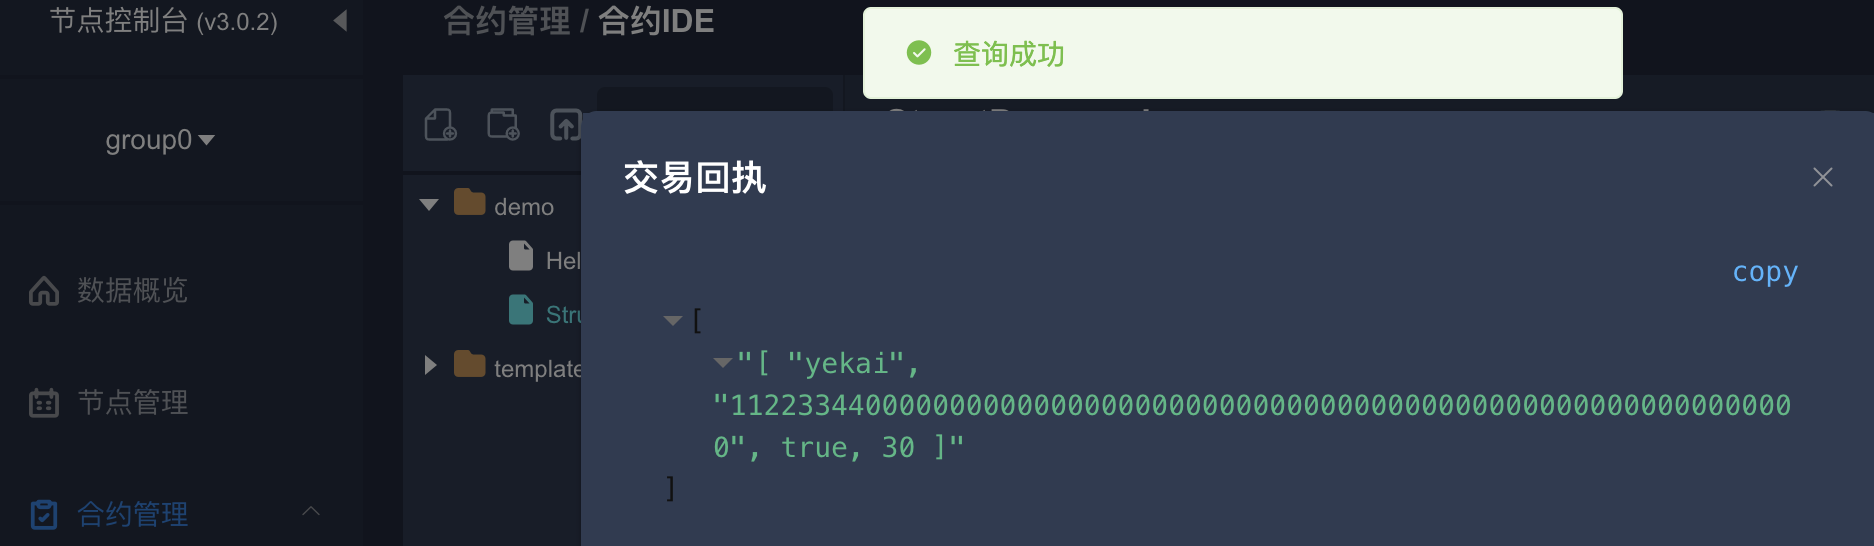 节点控制台 (v3.0.2)
合约管理 / 合约IDE
查询成功
group0
交易回执
demo
Hel
Stru
template
copy
数据概览
节点管理
合约管理
[
"[ "yekai",
"112233440000000000000000000000000000000000000000000000000000000
0", true, 30 ]"
]